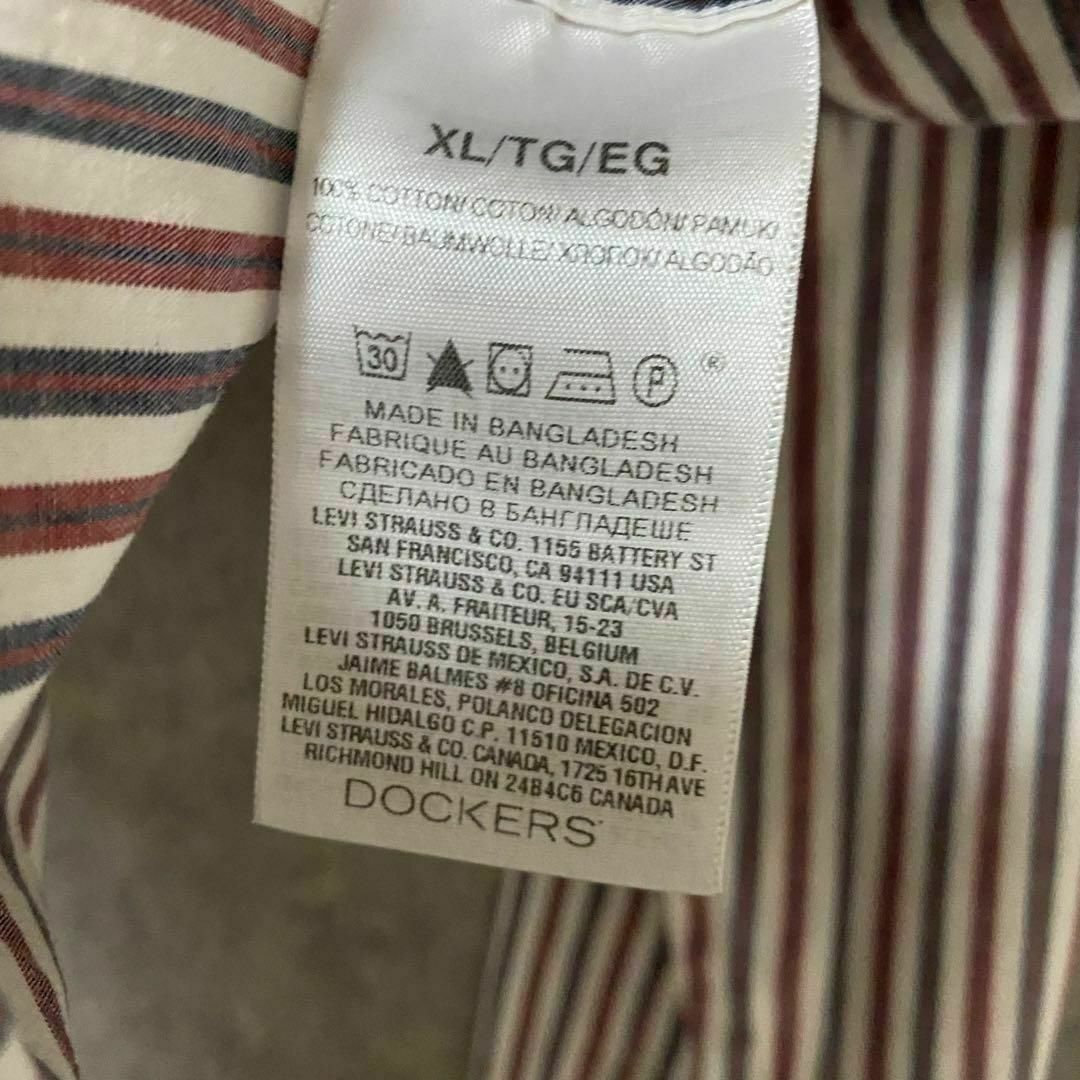 XL/TG/EG
100% COTTON/ COTON/ ALGODÓN/ PAMUK/
COTONE/ BAUMWOLLE/ ХЛОПОК/ ALGODÃO
30 P ®
MADE IN BANGLADESH
FABRIQUE AU BANGLADESH
FABRICADO EN BANGLADESH
СДЕЛАНО В БАНГЛАДЕШЕ
LEVI STRAUSS & CO. 1155 BATTERY ST
SAN FRANCISCO, CA 94111 USA
LEVI STRAUSS & CO. EU SCA/CVA
AV. A. FRAITEUR, 15-23
1050 BRUSSELS, BELGIUM
LEVI STRAUSS DE MEXICO, S.A. DE C.V.
JAIME BALMES #8 OFICINA 502
LOS MORALES, POLANCO DELEGACION
MIGUEL HIDALGO C.P. 11510 MEXICO, D.F.
LEVI STRAUSS & CO. CANADA, 1725 16TH AVE
RICHMOND HILL ON 24B4C6 CANADA
DOCKERS